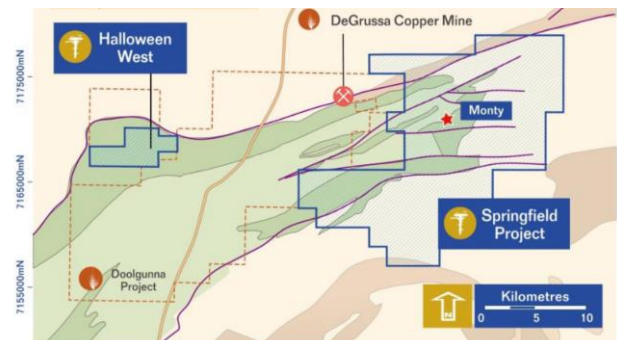 DeGrussa Copper Mine
Halloween
West
7175000mN
Monty
7165000mN
Springfield
Project
Doolgunna
Project
7155000mN
Kilometres
0 5 10